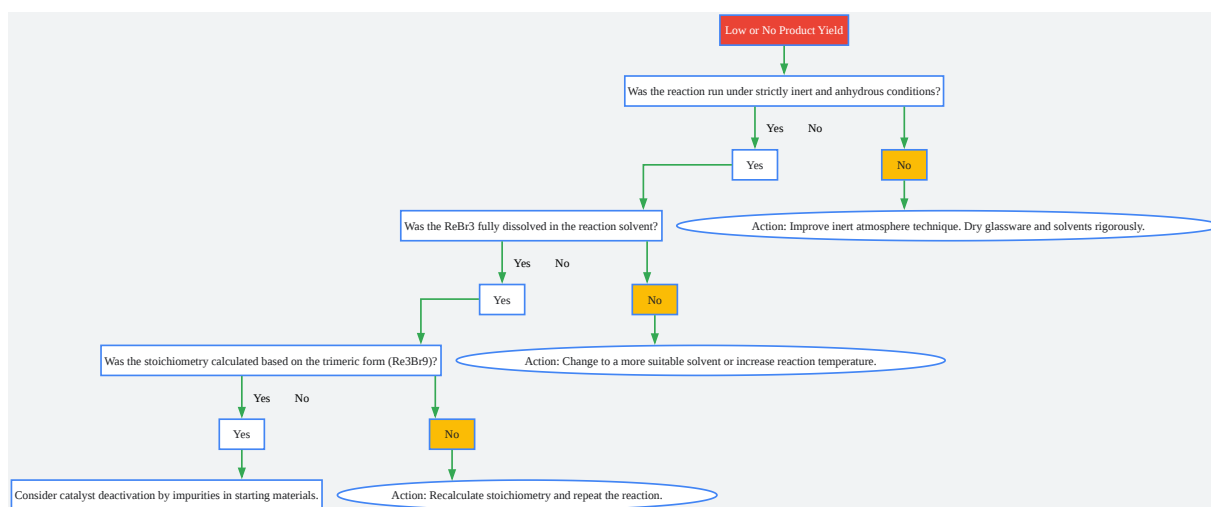 Low or No Product Yield
Was the reaction run under strictly inert and anhydrous conditions?
Yes No
Yes
No
Action: Improve inert atmosphere technique. Dry glassware and solvents rigorously.
Was the ReBr3 fully dissolved in the reaction solvent?
Yes No
Yes
No
Action: Change to a more suitable solvent or increase reaction temperature.
Was the stoichiometry calculated based on the trimeric form (Re3Br9)?
Yes No
Yes
No
Consider catalyst deactivation by impurities in starting materials.
Action: Recalculate stoichiometry and repeat the reaction.